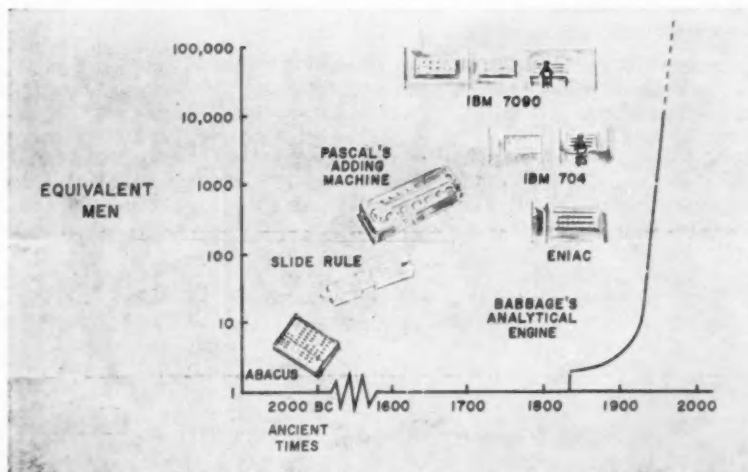 100,000
10,000
1000
100
10
1
EQUIVALENT
MEN
IBM 7090
PASCAL'S
ADDING
MACHINE
IBM 704
SLIDE RULE
ENIAC
BABBAGE'S
ANALYTICAL
ENGINE
ABACUS
2000 BC 1600 1700 1800 1900 2000
ANCIENT
TIMES